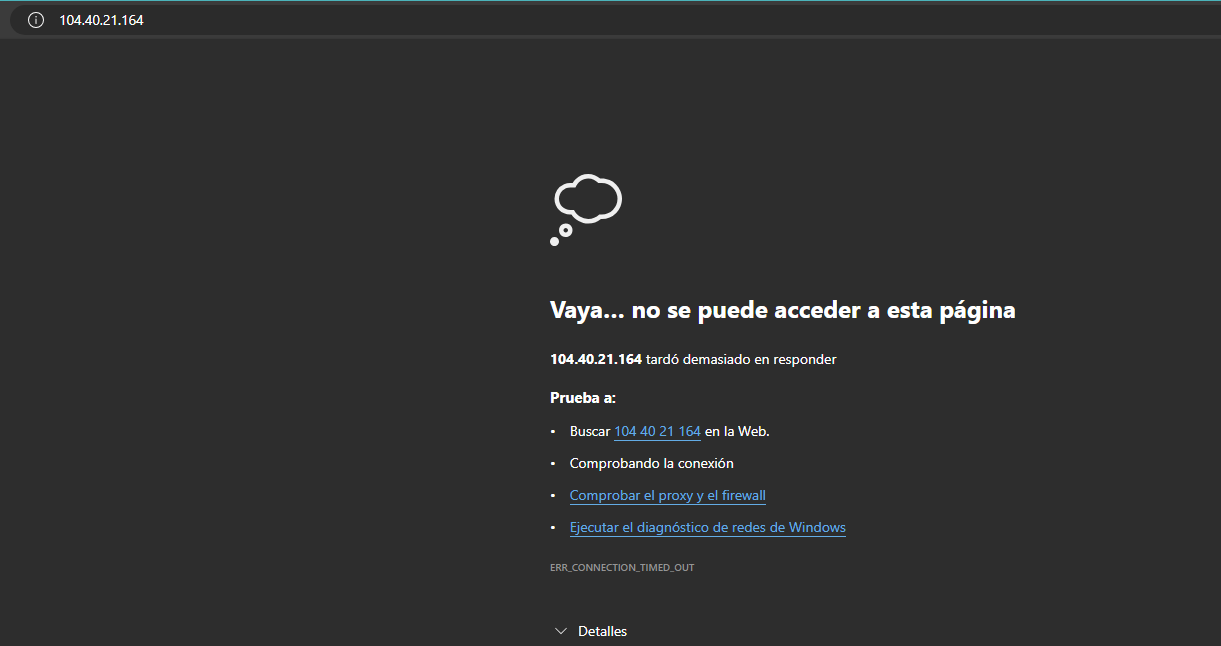 104.40.21.164
Vaya... no se puede acceder a esta página
104.40.21.164 tardó demasiado en responder
Prueba a:
• Buscar 104 40 21 164 en la Web.
• Comprobando la conexión
• Comprobar el proxy y el firewall
• Ejecutar el diagnóstico de redes de Windows
ERR_CONNECTION_TIMED_OUT
Detalles